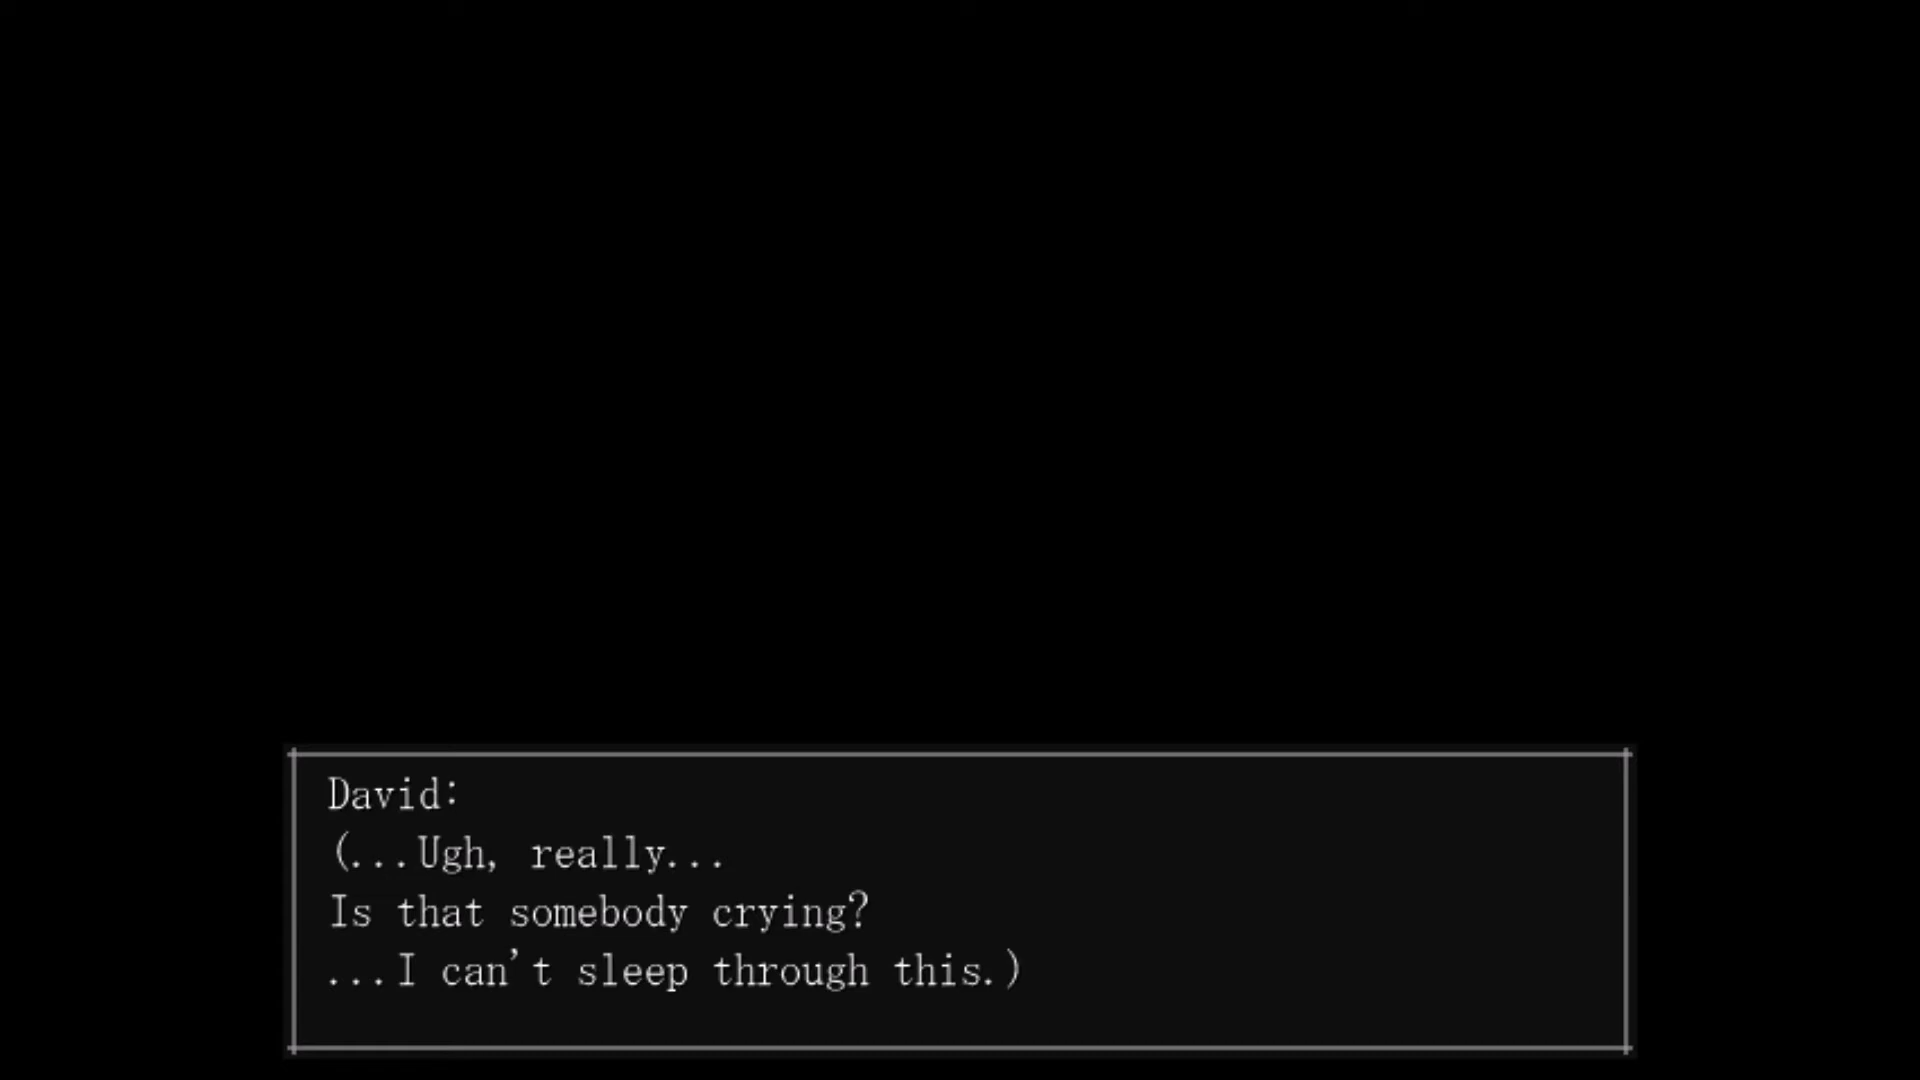 David:
(...Ugh, really...
Is that somebody crying?
...I can't sleep through this.)